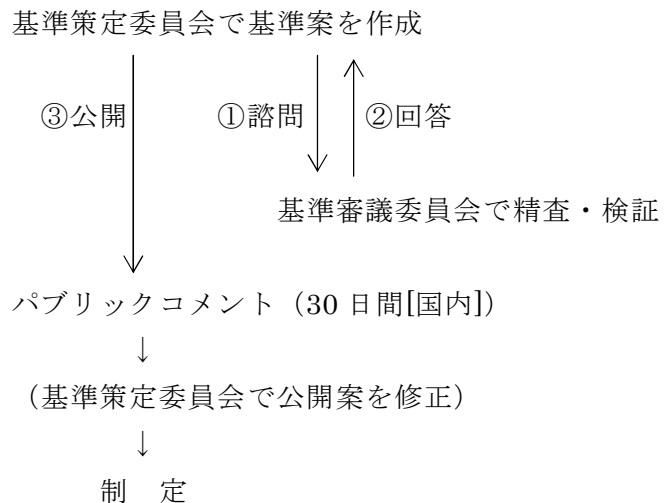 基準策定委員会で基準案を作成
③公開 ①諮問 ②回答
基準審議委員会で精査・検証
パブリックコメント（30 日間[国内]）
↓
（基準策定委員会で公開案を修正）
↓
制　定